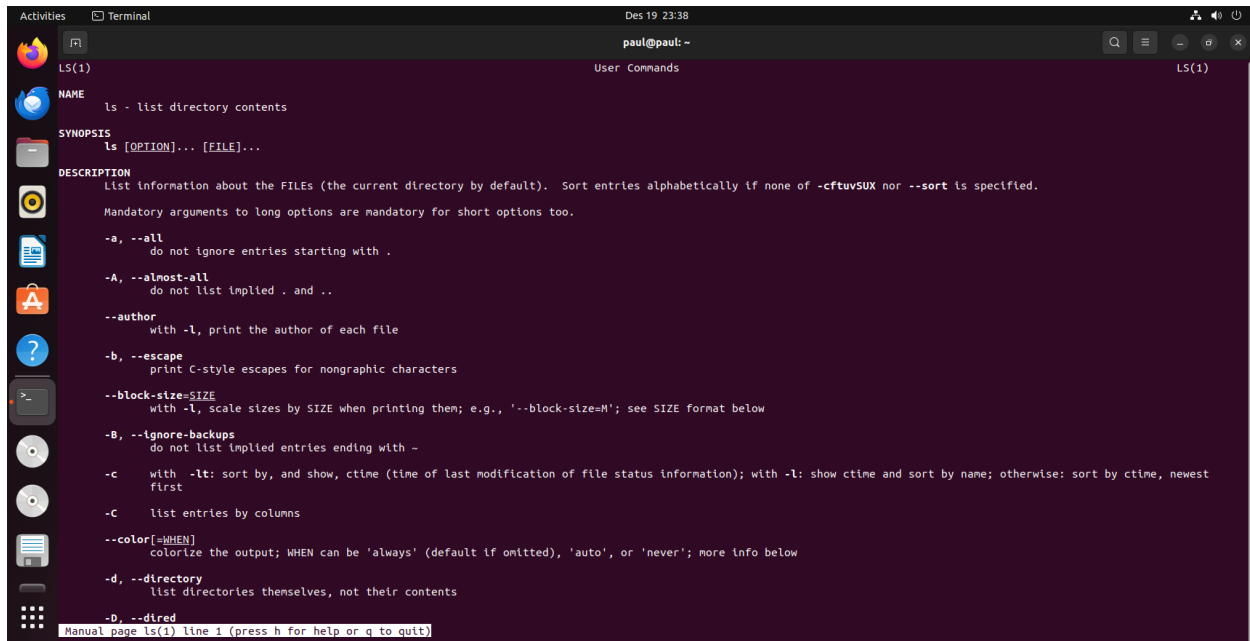 Activities Terminal Des 19 23:38
paul@paul: ~
LS(1) User Commands LS(1)
NAME
ls - list directory contents
SYNOPSIS
ls [OPTION]... [FILE]...
DESCRIPTION
List information about the FILEs (the current directory by default).  Sort entries alphabetically if none of -cftuvSUX nor --sort is specified.
Mandatory arguments to long options are mandatory for short options too.
-a, --all
do not ignore entries starting with .
-A, --almost-all
do not list implied . and ..
--author
with -l, print the author of each file
-b, --escape
print C-style escapes for nongraphic characters
--block-size=SIZE
with -l, scale sizes by SIZE when printing them; e.g., '--block-size=M'; see SIZE format below
-B, --ignore-backups
do not list implied entries ending with ~
-c with  -lt: sort by, and show, ctime (time of last modification of file status information); with -l: show ctime and sort by name; otherwise: sort by ctime, newest
first
-C list entries by columns
--color[=WHEN]
colorize the output; WHEN can be 'always' (default if omitted), 'auto', or 'never'; more info below
-d, --directory
list directories themselves, not their contents
-D, --dired
Manual page ls(1) line 1 (press h for help or q to quit)